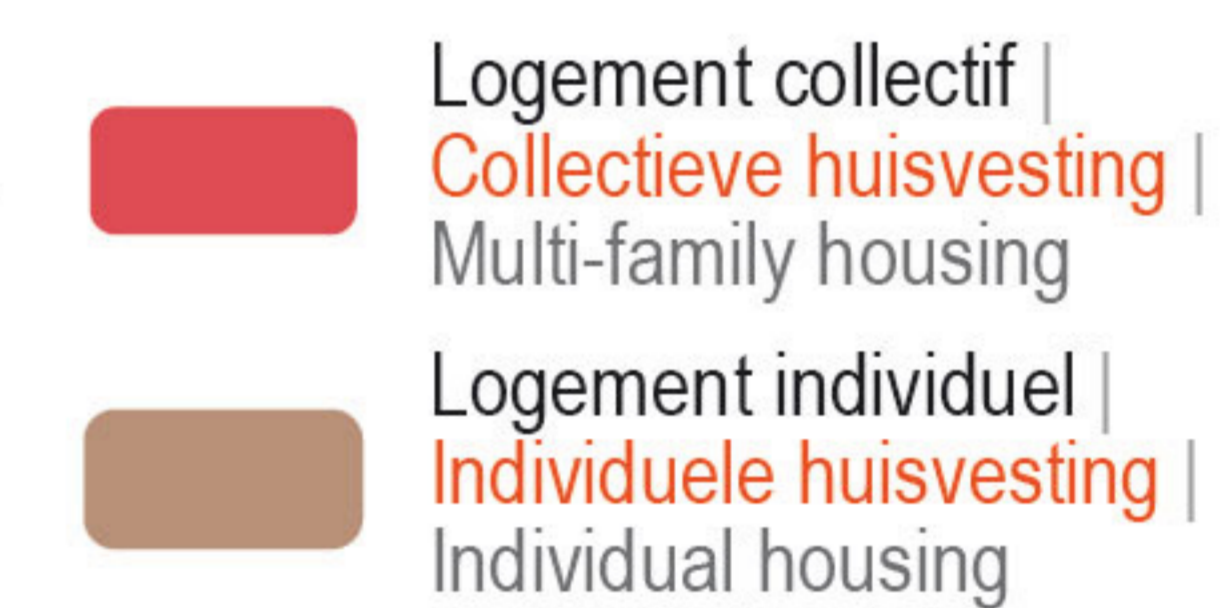 Logement collectif |
Collectieve huisvesting |
Multi-family housing
Logement individuel |
Individuele huisvesting |
Individual housing